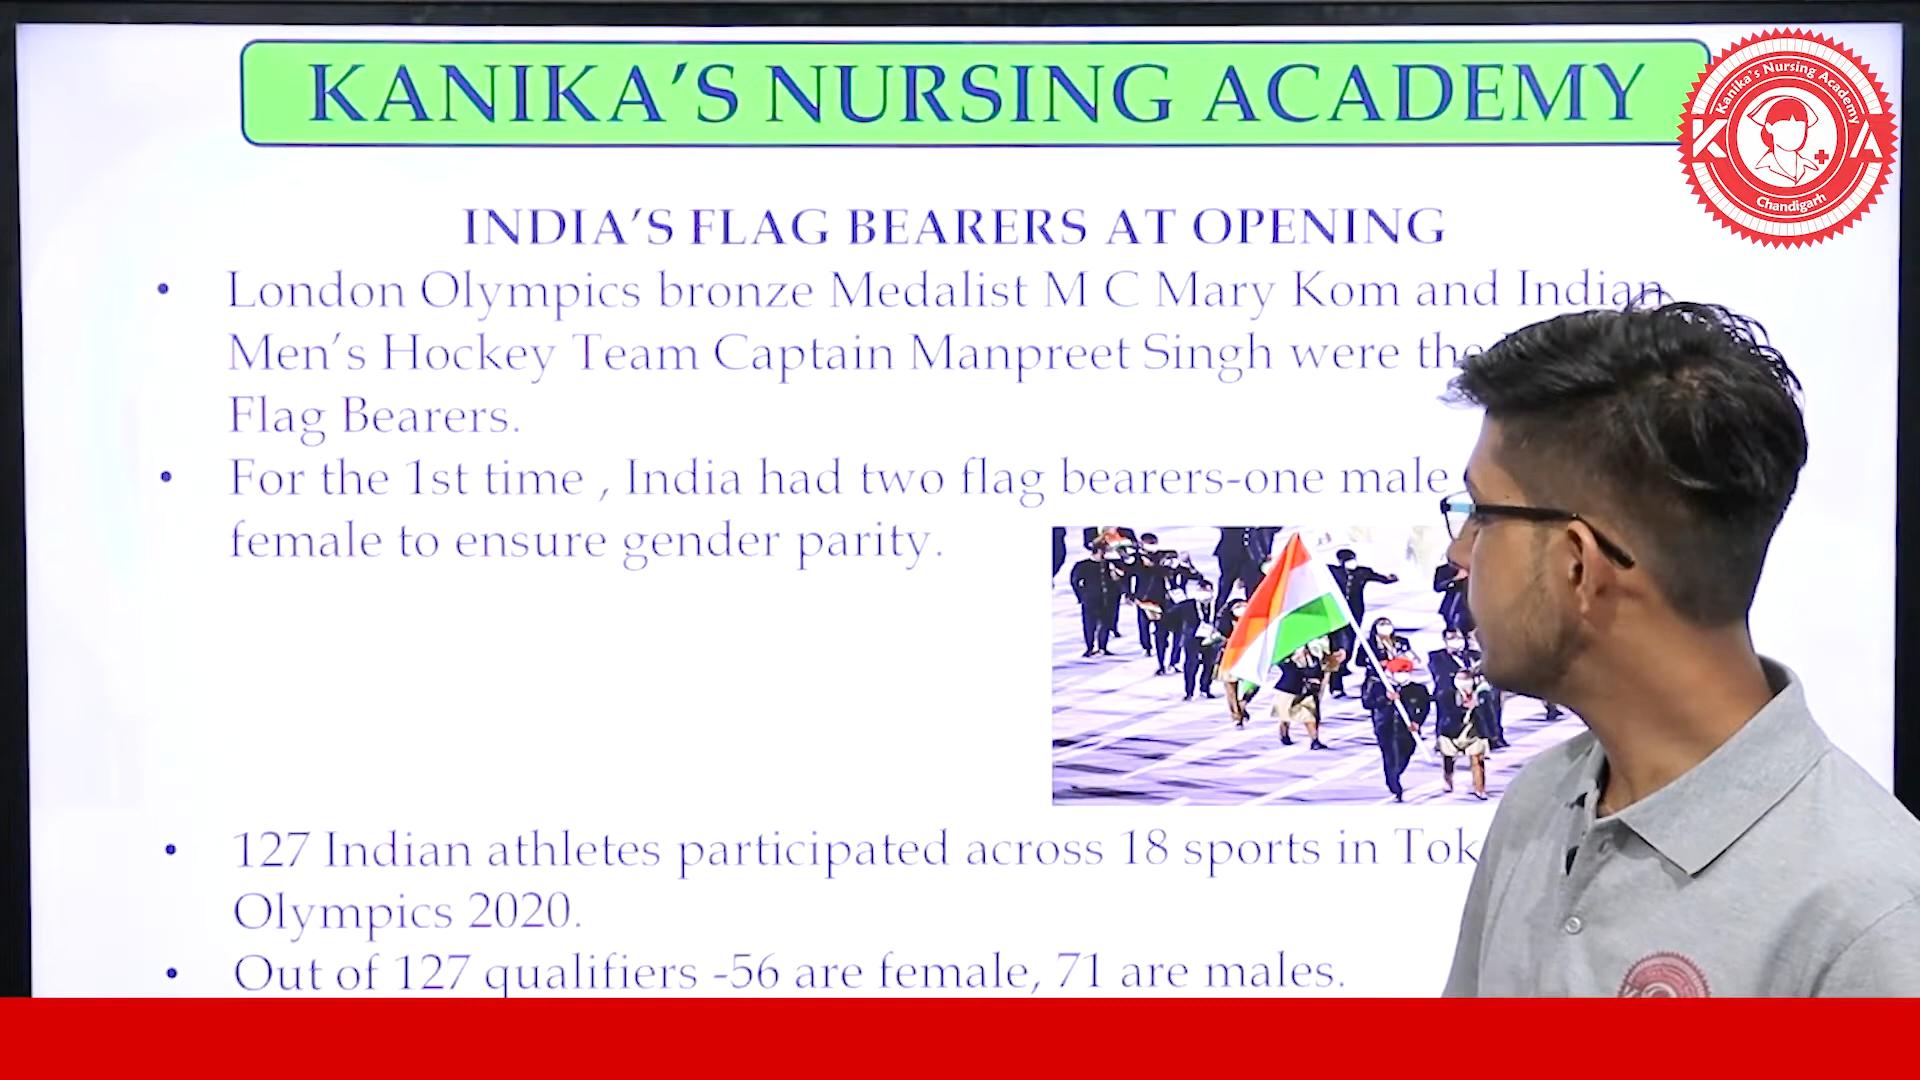 KANIKA'S NURSING ACADEMY
Kanika's Nursing Academy
K A
Chandigarh
INDIA'S FLAG BEARERS AT OPENING
• London Olympics bronze Medalist M C Mary Kom and Indian
Men's Hockey Team Captain Manpreet Singh were the
Flag Bearers.
• For the 1st time , India had two flag bearers-one male
female to ensure gender parity.
• 127 Indian athletes participated across 18 sports in
Olympics 2020.
• Out of 127 qualifiers -56 are female, 71 are males.